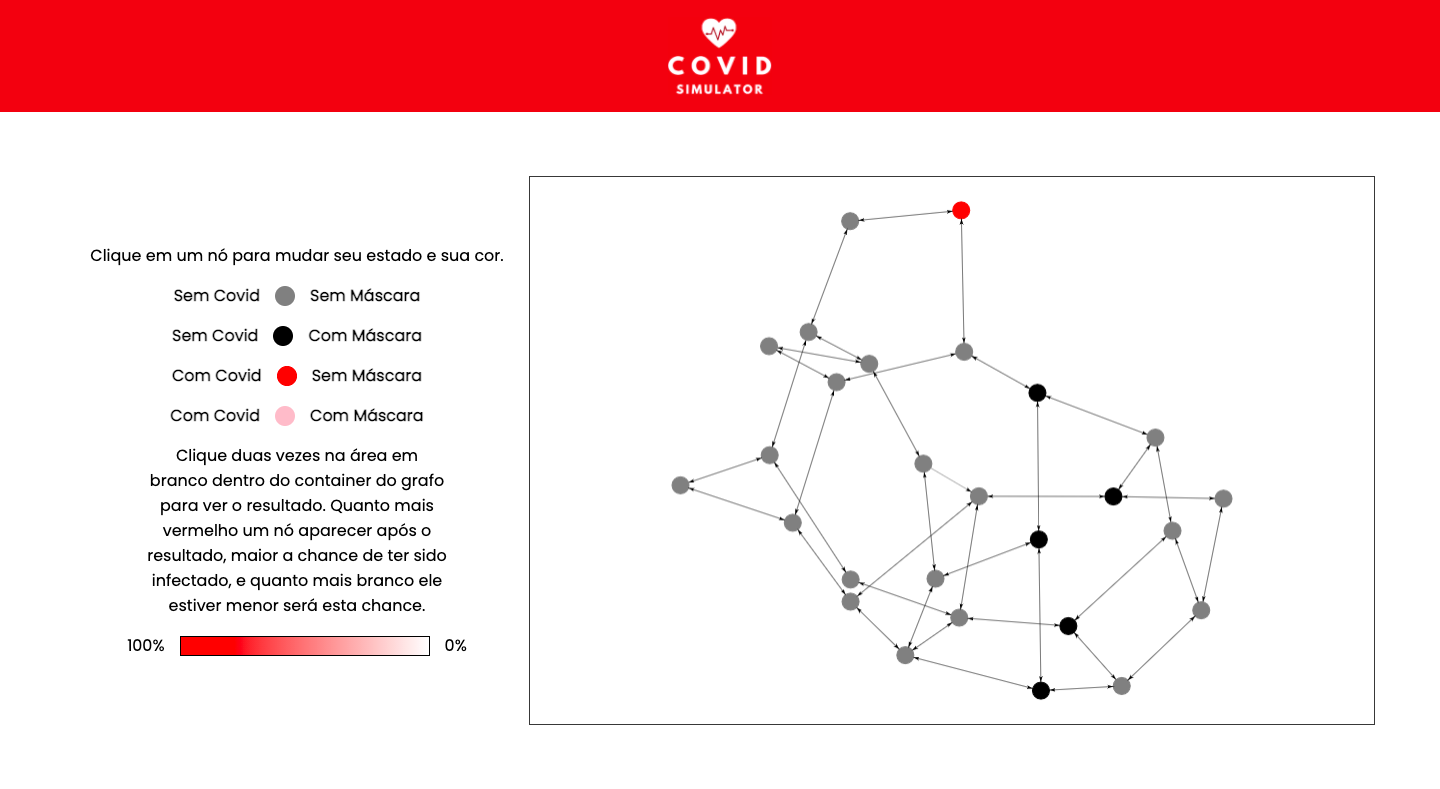 COVID
SIMULATOR
Clique em um nó para mudar seu estado e sua cor.
Sem Covid Sem Máscara
Sem Covid Com Máscara
Com Covid Sem Máscara
Com Covid Com Máscara
Clique duas vezes na área em
branco dentro do container do grafo
para ver o resultado. Quanto mais
vermelho um nó aparecer após o
resultado, maior a chance de ter sido
infectado, e quanto mais branco ele
estiver menor será esta chance.
100% 0%